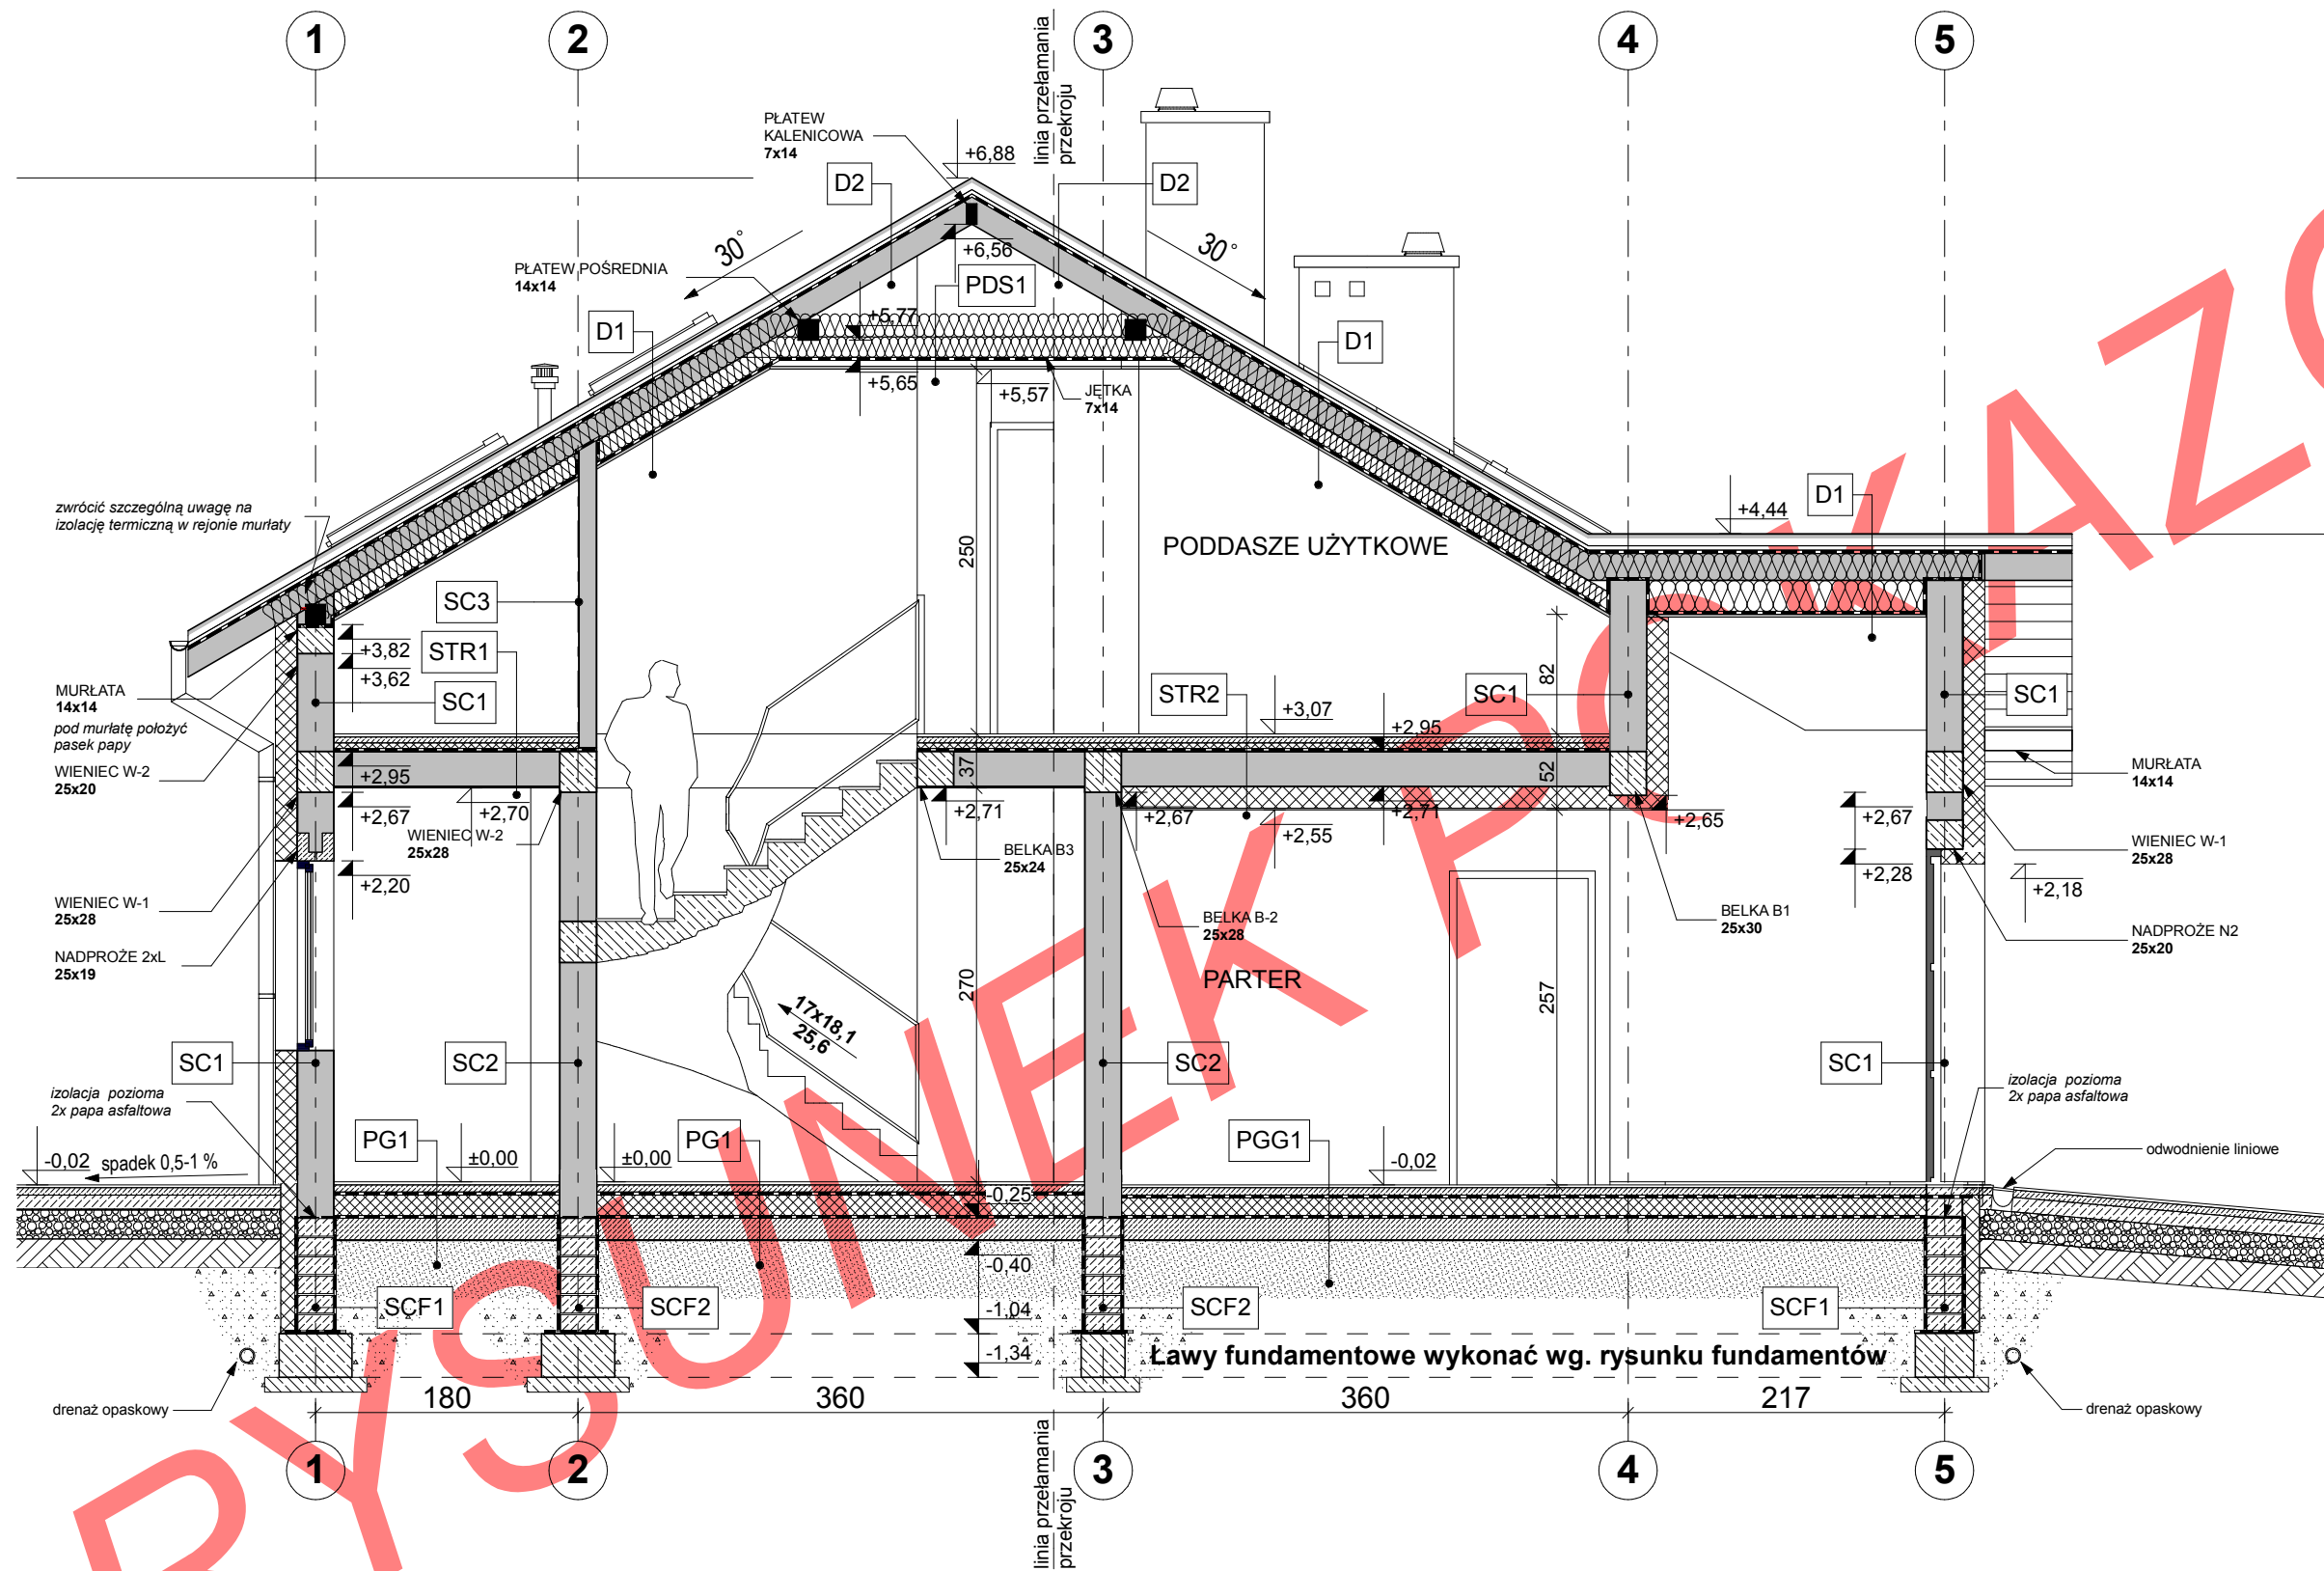 1
2
3
4
5
linia przełamania
przekroju
PŁATEW
KALENICOWA
7x14
+6,88
D2
D2
30°
30°
+6,56
PŁATEW POŚREDNIA
14x14
PDS1
D1
+5,77
D1
+5,65
+5,57
JĘTKA
7x14
zwrócić szczególną uwagę na
izolację termiczną w rejonie murłaty
D1
+4,44
250
PODDASZE UŻYTKOWE
SC3
+3,82
STR1
+3,62
SC1
82
MURŁATA
14x14
pod murłatę położyć
pasek papy
STR2
SC1
SC1
+3,07
+2,95
WIENIEC W-2
25x20
+2,95
37
52
MURŁATA
14x14
+2,67
+2,70
WIENIEC W-2
25x28
+2,71
+2,67
+2,55
+2,71
+2,65
+2,67
BELKA B3
25x24
WIENIEC W-1
25x28
+2,20
+2,28
+2,18
WIENIEC W-1
25x28
BELKA B-2
25x28
BELKA B1
25x30
NADPROŻE N2
25x20
NADPROŻE 2xL
25x19
270
PARTER
257
17x18,1
25,6
SC1
SC2
SC2
SC1
izolacja pozioma
2x papa asfaltowa
izolacja pozioma
2x papa asfaltowa
PG1
PG1
PGG1
-0,02
spadek 0,5-1 %
±0,00
±0,00
-0,02
odwodnienie liniowe
-0,25
-0,40
SCF1
SCF2
-1,04
SCF2
SCF1
-1,34
Ławy fundamentowe wykonać wg. rysunku fundamentów
180
360
360
217
drenaż opaskowy
drenaż opaskowy
1
2
3
4
5
linia przełamania
przekroju
RYSUNEK POKAZO